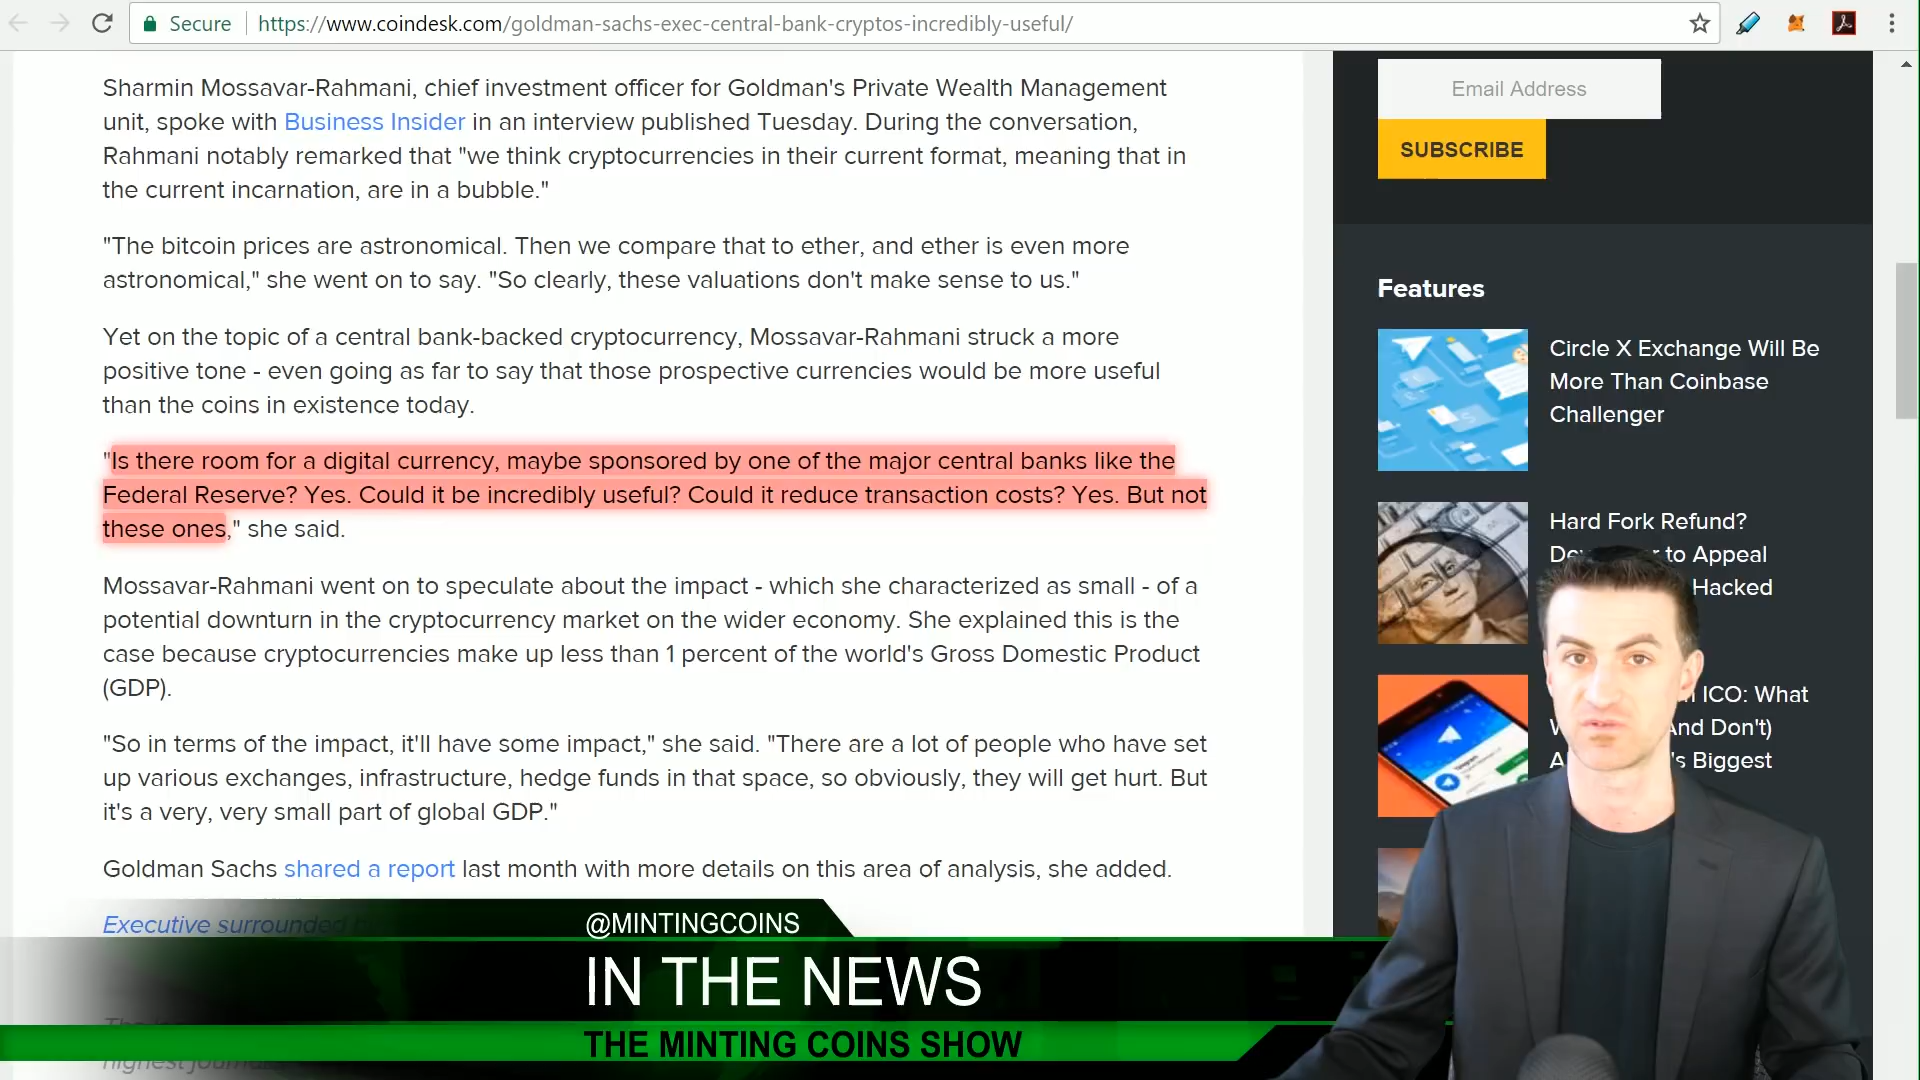 Secure
https://www.coindesk.com/goldman-sachs-exec-central-bank-cryptos-incredibly-useful/
Sharmin Mossavar-Rahmani, chief investment officer for Goldman's Private Wealth Management
unit, spoke with Business Insider in an interview published Tuesday. During the conversation,
Rahmani notably remarked that "we think cryptocurrencies in their current format, meaning that in
the current incarnation, are in a bubble."
"The bitcoin prices are astronomical. Then we compare that to ether, and ether is even more
astronomical," she went on to say. "So clearly, these valuations don't make sense to us."
Yet on the topic of a central bank-backed cryptocurrency, Mossavar-Rahmani struck a more
positive tone - even going as far to say that those prospective currencies would be more useful
than the coins in existence today.
"Is there room for a digital currency, maybe sponsored by one of the major central banks like the
Federal Reserve? Yes. Could it be incredibly useful? Could it reduce transaction costs? Yes. But not
these ones," she said.
Mossavar-Rahmani went on to speculate about the impact - which she characterized as small - of a
potential downturn in the cryptocurrency market on the wider economy. She explained this is the
case because cryptocurrencies make up less than 1 percent of the world's Gross Domestic Product
(GDP).
"So in terms of the impact, it'll have some impact," she said. "There are a lot of people who have set
up various exchanges, infrastructure, hedge funds in that space, so obviously, they will get hurt. But
it's a very, very small part of global GDP."
Goldman Sachs shared a report last month with more details on this area of analysis, she added.
Executive surrounded
Email Address
SUBSCRIBE
Features
Circle X Exchange Will Be
More Than Coinbase
Challenger
Hard Fork Refund?
to Appeal
Hacked
ICO: What
And Don't)
's Biggest
@MINTINGCOINS
IN THE NEWS
THE MINTING COINS SHOW